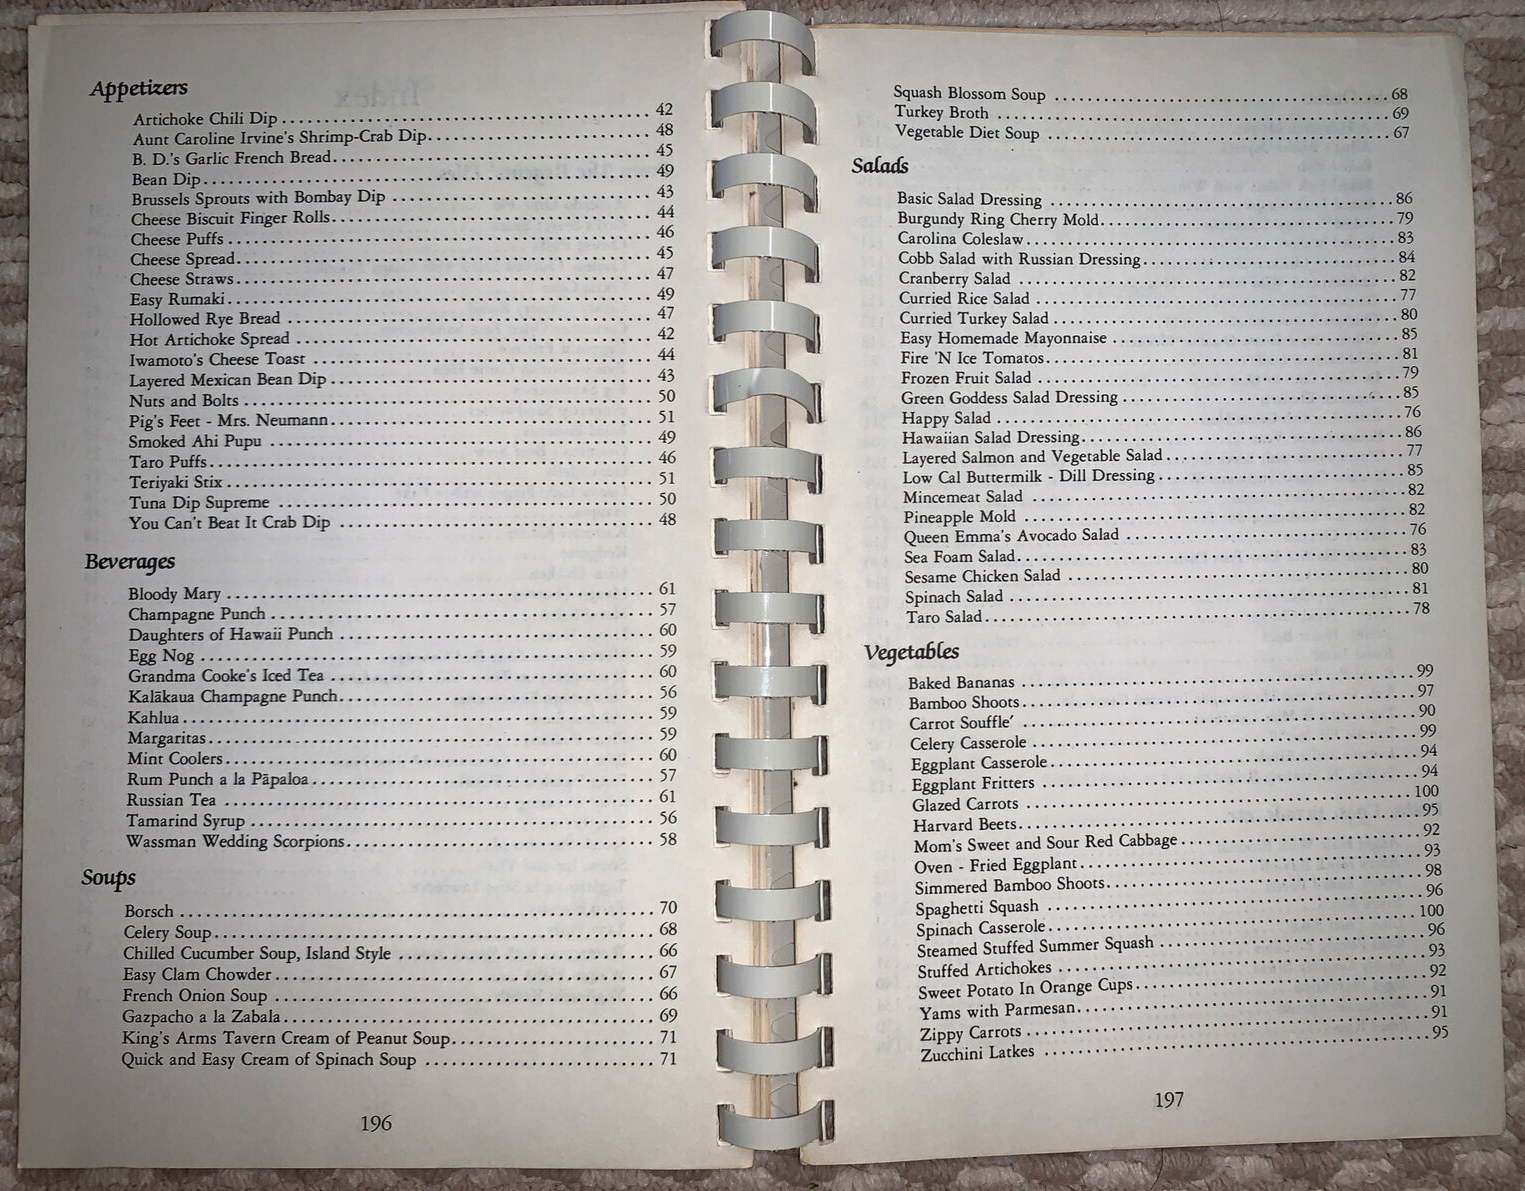 Appetizers
Artichoke Chili Dip ........ 42
Aunt Caroline Irvine's Shrimp-Crab Dip ........ 48
B. D.'s Garlic French Bread ........ 45
Bean Dip ........ 49
Brussels Sprouts with Bombay Dip ........ 43
Cheese Biscuit Finger Rolls ........ 44
Cheese Puffs ........ 46
Cheese Spread ........ 45
Cheese Straws ........ 47
Easy Rumaki ........ 49
Hollowed Rye Bread ........ 47
Hot Artichoke Spread ........ 42
Iwamoto's Cheese Toast ........ 44
Layered Mexican Bean Dip ........ 43
Nuts and Bolts ........ 50
Pig's Feet - Mrs. Neumann ........ 51
Smoked Ahi Pupu ........ 49
Taro Puffs ........ 46
Teriyaki Stix ........ 51
Tuna Dip Supreme ........ 50
You Can't Beat It Crab Dip ........ 48
Beverages
Bloody Mary ........ 61
Champagne Punch ........ 57
Daughters of Hawaii Punch ........ 60
Egg Nog ........ 59
Grandma Cooke's Iced Tea ........ 60
Kalākaua Champagne Punch ........ 56
Kahlua ........ 59
Margaritas ........ 59
Mint Coolers ........ 60
Rum Punch a la Pāpaloa ........ 57
Russian Tea ........ 61
Tamarind Syrup ........ 56
Wassman Wedding Scorpions ........ 58
Soups
Borsch ........ 70
Celery Soup ........ 68
Chilled Cucumber Soup, Island Style ........ 66
Easy Clam Chowder ........ 67
French Onion Soup ........ 66
Gazpacho a la Zabala ........ 69
King's Arms Tavern Cream of Peanut Soup ........ 71
Quick and Easy Cream of Spinach Soup ........ 71
196
Squash Blossom Soup ........ 68
Turkey Broth ........ 69
Vegetable Diet Soup ........ 67
Salads
Basic Salad Dressing ........ 86
Burgundy Ring Cherry Mold ........ 79
Carolina Coleslaw ........ 83
Cobb Salad with Russian Dressing ........ 84
Cranberry Salad ........ 82
Curried Rice Salad ........ 77
Curried Turkey Salad ........ 80
Easy Homemade Mayonnaise ........ 85
Fire 'N Ice Tomatos ........ 81
Frozen Fruit Salad ........ 79
Green Goddess Salad Dressing ........ 85
Happy Salad ........ 76
Hawaiian Salad Dressing ........ 86
Layered Salmon and Vegetable Salad ........ 77
Low Cal Buttermilk - Dill Dressing ........ 85
Mincemeat Salad ........ 82
Pineapple Mold ........ 82
Queen Emma's Avocado Salad ........ 76
Sea Foam Salad ........ 83
Sesame Chicken Salad ........ 80
Spinach Salad ........ 81
Taro Salad ........ 78
Vegetables
Baked Bananas ........ 99
Bamboo Shoots ........ 97
Carrot Souffle' ........ 90
Celery Casserole ........ 99
Eggplant Casserole ........ 94
Eggplant Fritters ........ 94
Glazed Carrots ........ 100
Harvard Beets ........ 95
Mom's Sweet and Sour Red Cabbage ........ 92
Oven - Fried Eggplant ........ 93
Simmered Bamboo Shoots ........ 98
Spaghetti Squash ........ 96
Spinach Casserole ........ 100
Steamed Stuffed Summer Squash ........ 96
Stuffed Artichokes ........ 93
Sweet Potato In Orange Cups ........ 92
Yams with Parmesan ........ 91
Zippy Carrots ........ 91
Zucchini Latkes ........ 95
197